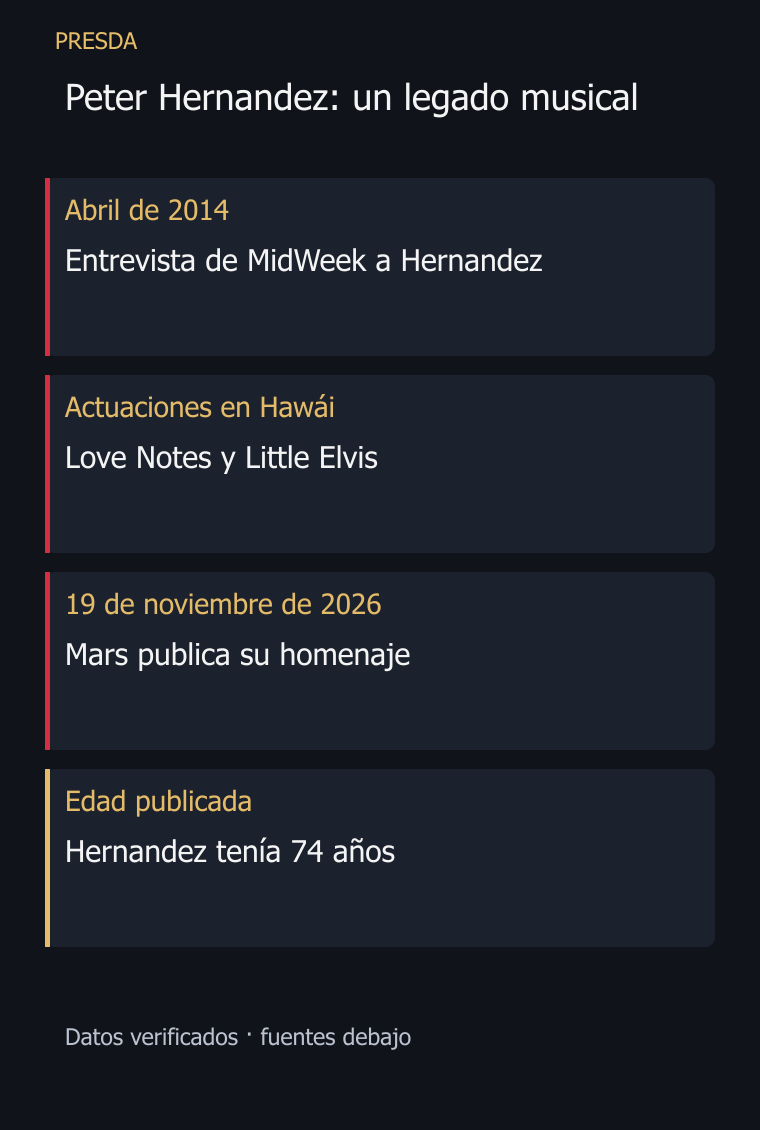 PRESDA
Peter Hernandez: un legado musical
Abril de 2014
Entrevista de MidWeek a Hernandez
Actuaciones en Hawái
Love Notes y Little Elvis
19 de noviembre de 2026
Mars publica su homenaje
Edad publicada
Hernandez tenía 74 años
Datos verificados · fuentes debajo